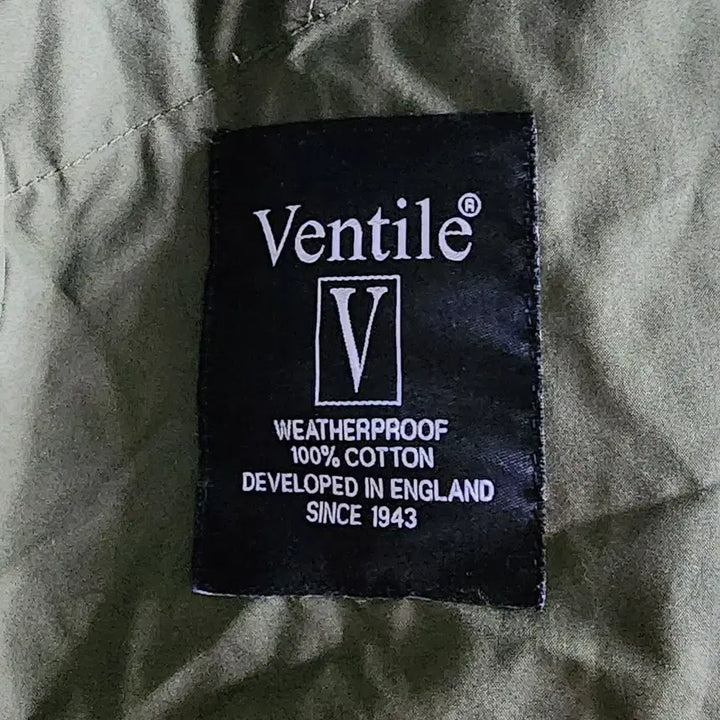 Ventile®
V
WEATHERPROOF
100% COTTON
DEVELOPED IN ENGLAND
SINCE 1943